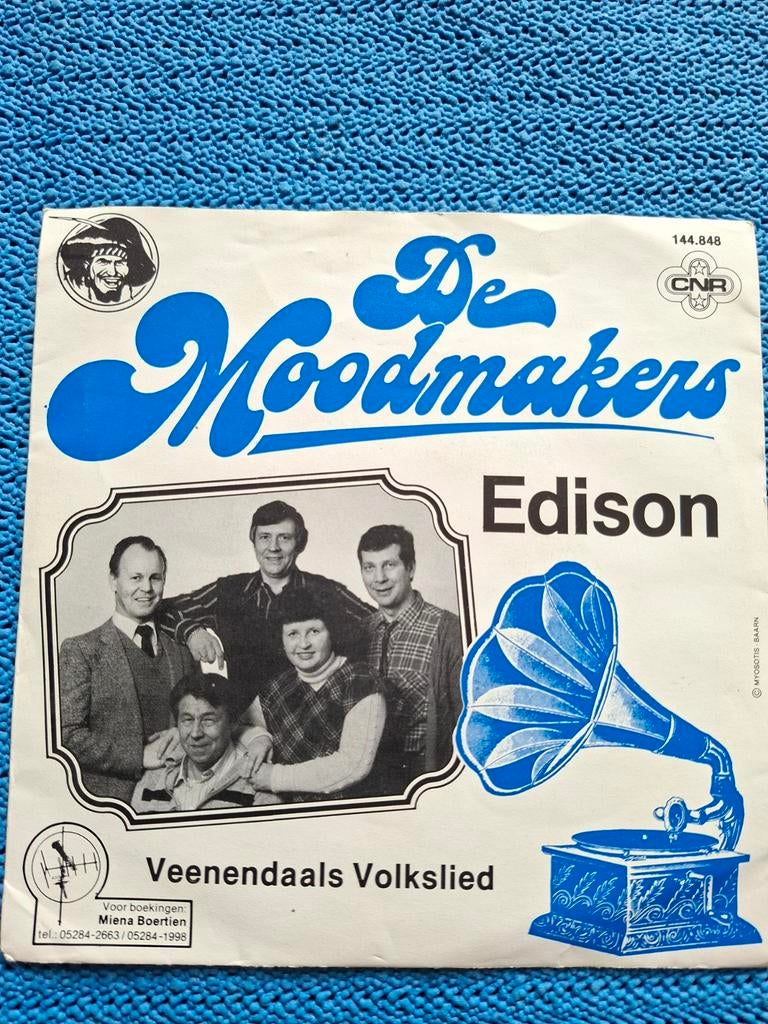 144.848
CNR
De
Moodmakers
Edison
© MYOSOTIS - BAARN
Veenendaals Volkslied
Voor boekingen:
Miena Boertien
tel.: 05284-2663 / 05284-1998